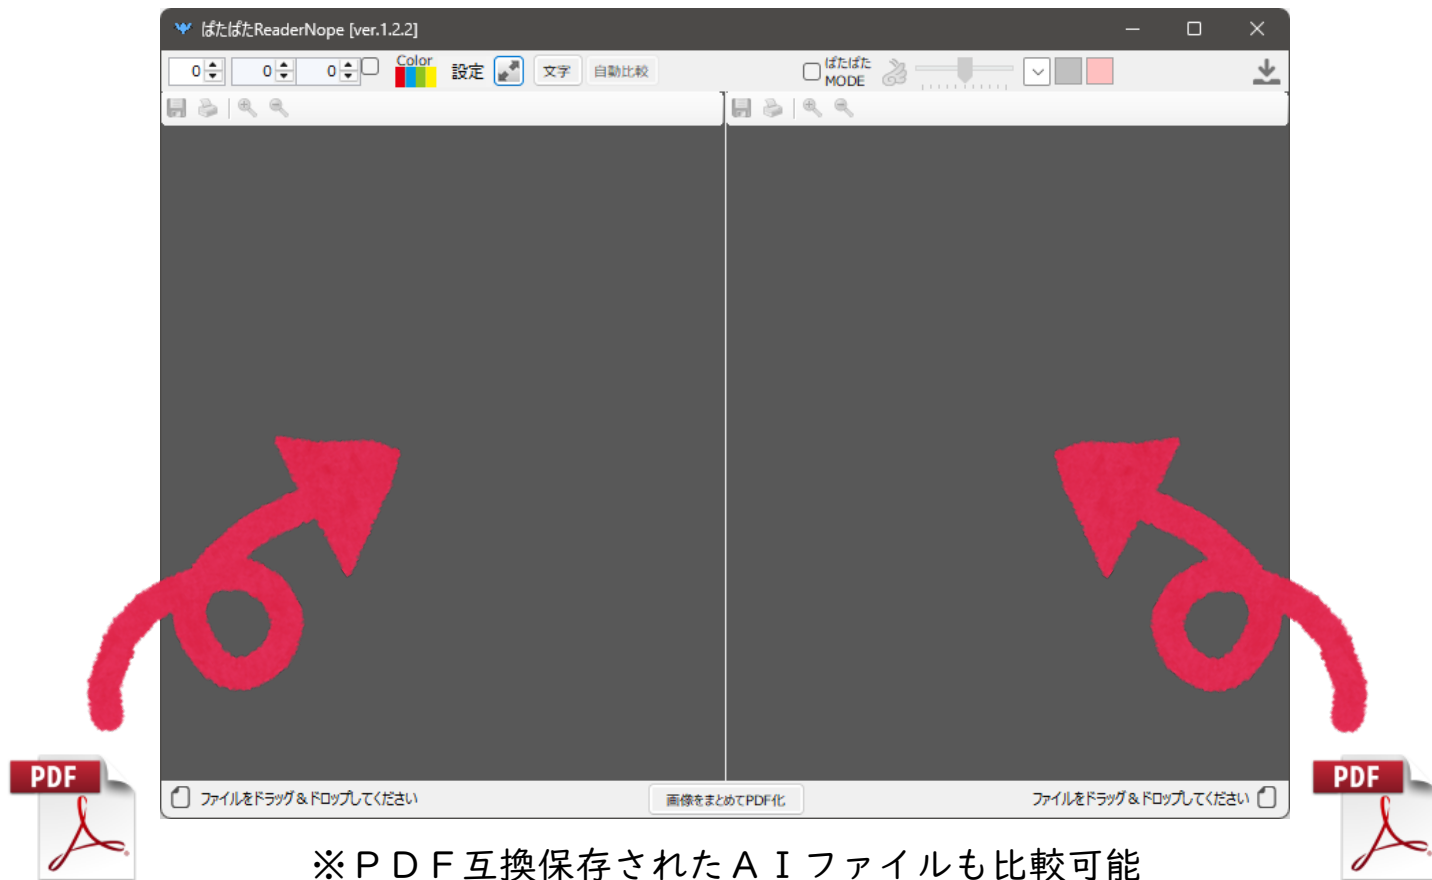 ぱたぱたReaderNope [ver.1.2.2]
0 0 0 Color 設定 文字 自動比較 ぱたぱた
MODE
PDF
PDF
ファイルをドラッグ＆ドロップしてください 画像をまとめてPDF化 ファイルをドラッグ＆ドロップしてください
※ＰＤＦ互換保存されたＡＩファイルも比較可能